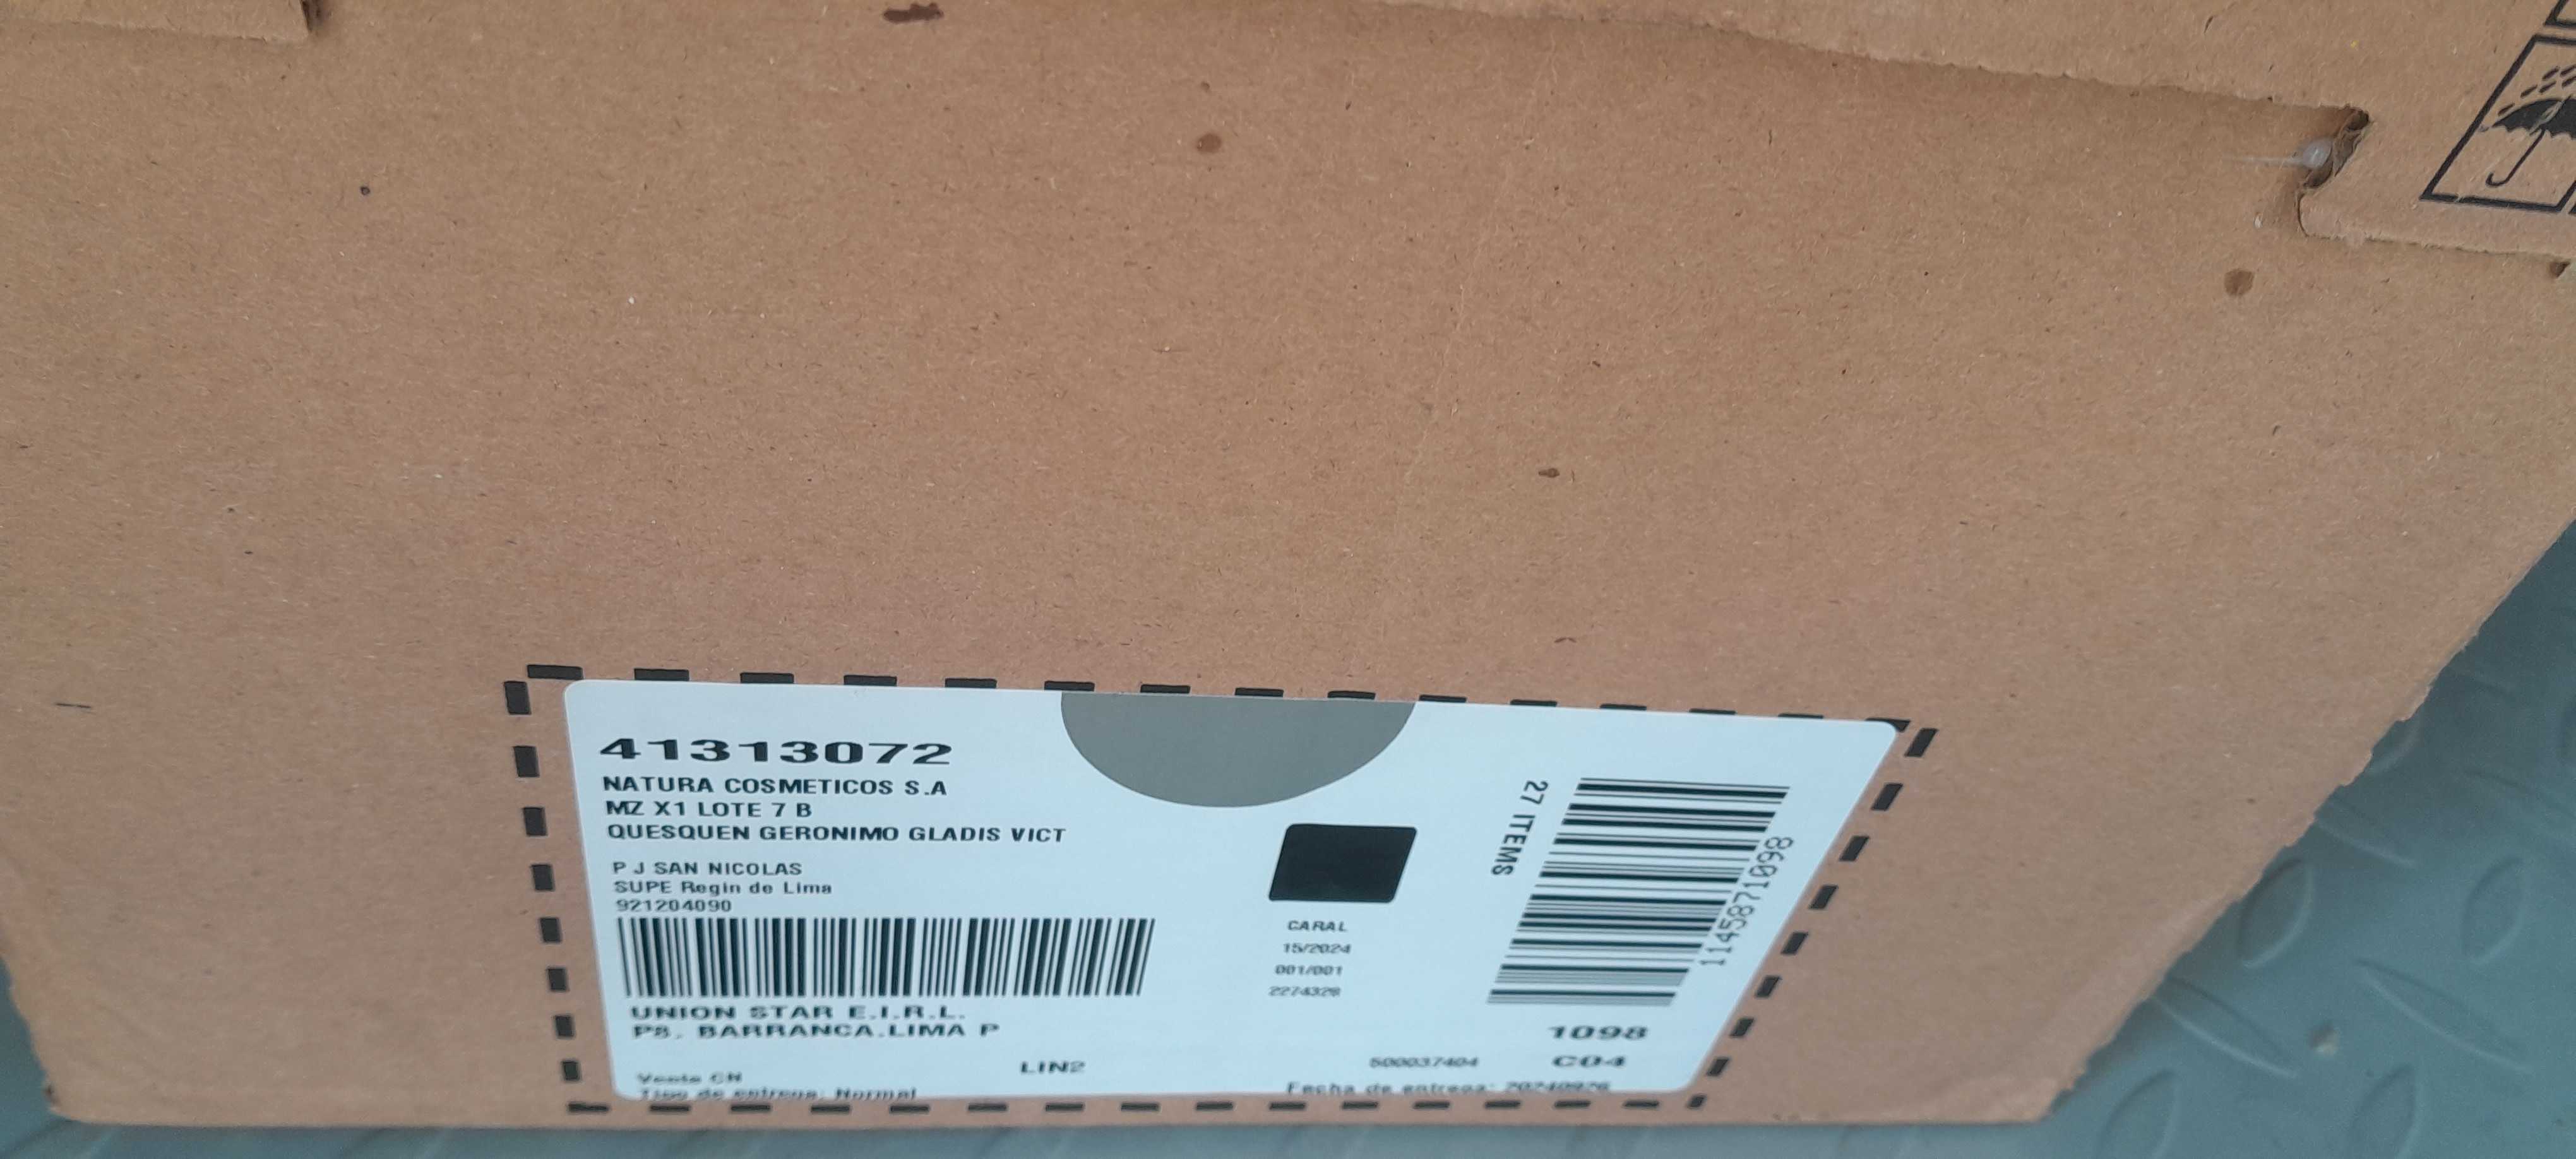 41313072
NATURA COSMETICOS S.A
MZ X1 LOTE 7 B
QUESQUEN GERONIMO GLADIS VICT
P J SAN NICOLAS
SUPE Regin de Lima
921204090
UNION STAR E.I.R.L.
P8. BARRANCA.LIMA P
LIN2
Venta CN
Tipo de entrega: Normal
CARAL
15/2024
001/001
2274328
27 ITEMS
1145871098
1098
500037404
C04
Fecha de entrega: 20240926